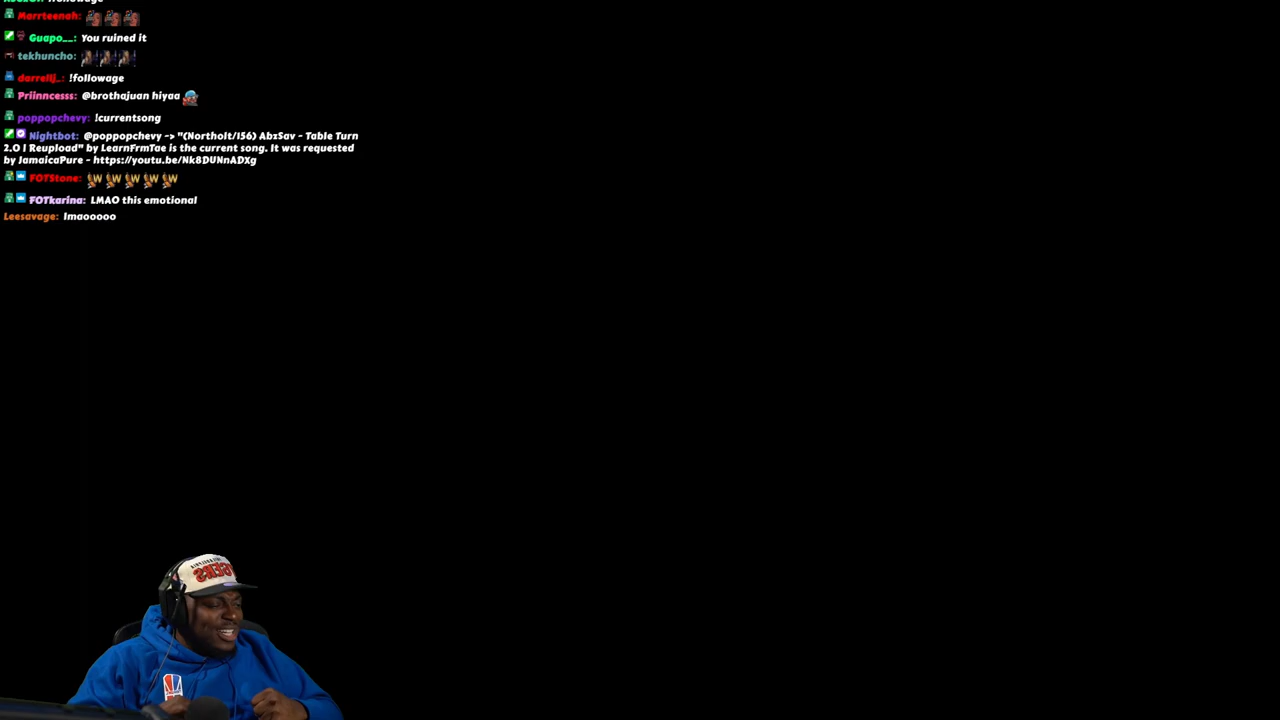 Marrteenah:
Guapo__: You ruined it
tekhuncho:
darrellj_: !followage
Priinncesss: @brothajuan hiyaa
poppopchevy: !currentsong
Nightbot: @poppopchevy -> "(Northolt/156) AbzSav - Table Turn
2.0 | Reupload" by LearnFrmTae is the current song. It was requested
by JamaicaPure - https://youtu.be/Nk8DUNnADXg
FOTStone:
FOTkarina: LMAO this emotional
Leesavage: lmaooooo